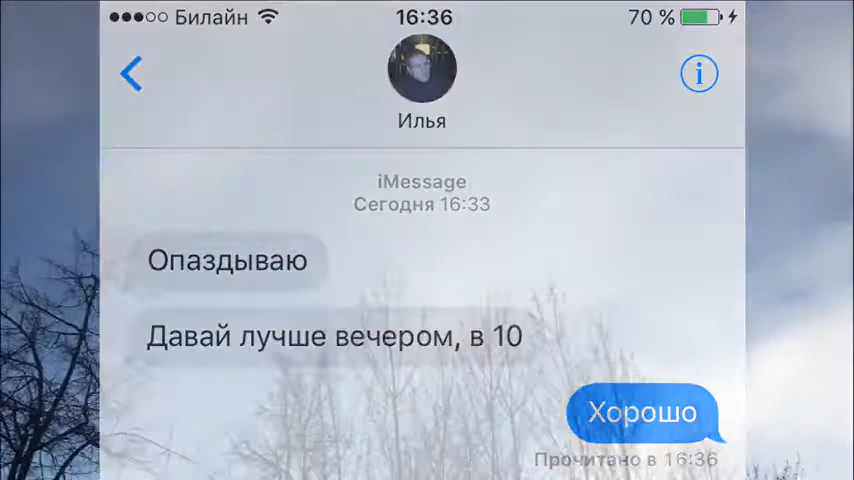 Билайн 16:36 70 %
Илья
iMessage
Сегодня 16:33
Опаздываю
Давай лучше вечером, в 10
Хорошо
Прочитано в 16:36